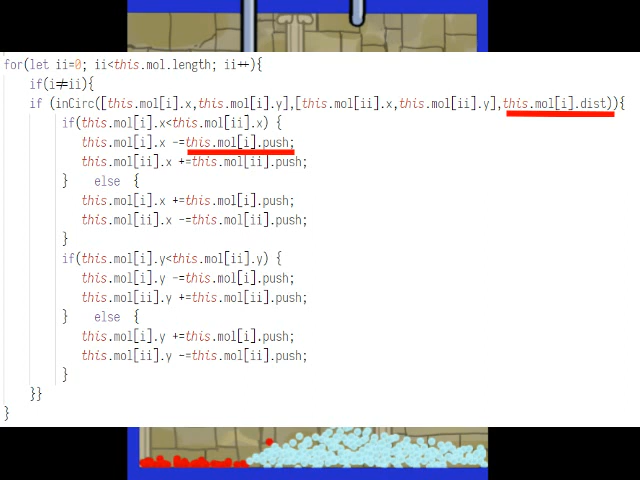 for(let ii=0; ii<this.mol.length; ii++){
if(i≠ii){
if (inCirc([this.mol[i].x,this.mol[i].y],[this.mol[ii].x,this.mol[ii].y],this.mol[i].dist)){
if(this.mol[i].x<this.mol[ii].x) {
this.mol[i].x -=this.mol[i].push;
this.mol[ii].x +=this.mol[ii].push;
} else {
this.mol[i].x +=this.mol[i].push;
this.mol[ii].x -=this.mol[ii].push;
}
if(this.mol[i].y<this.mol[ii].y) {
this.mol[i].y -=this.mol[i].push;
this.mol[ii].y +=this.mol[ii].push;
} else {
this.mol[i].y +=this.mol[i].push;
this.mol[ii].y -=this.mol[ii].push;
}
}}
}